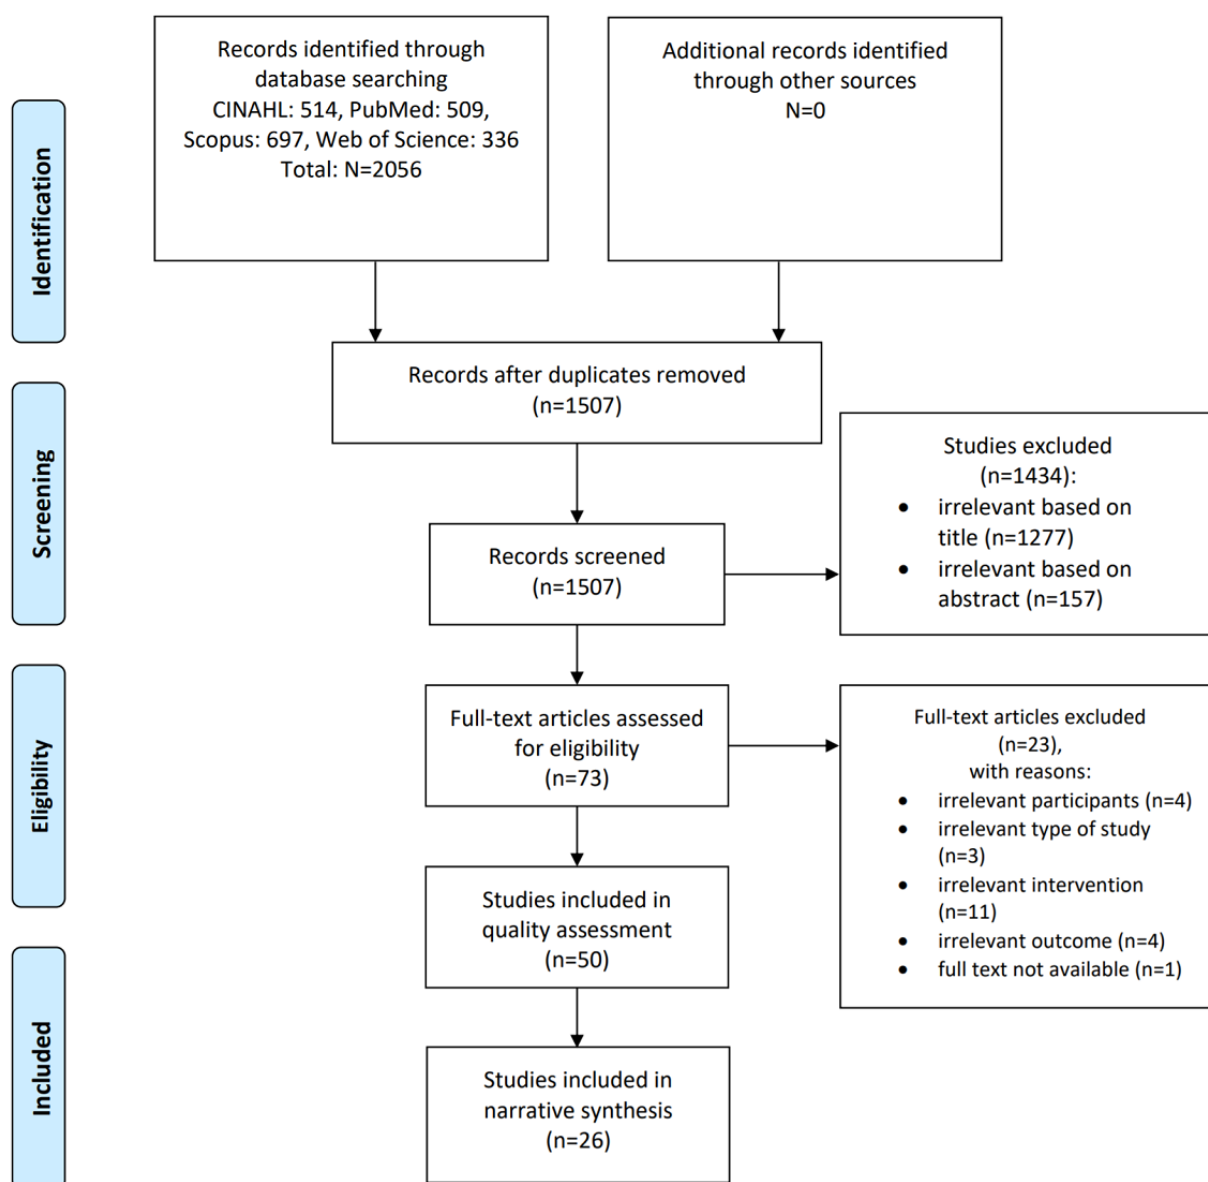 Records identified through
database searching
CINAHL: 514, PubMed: 509,
Scopus: 697, Web of Science: 336
Total: N=2056
Additional records identified
through other sources
N=0
Identification
Records after duplicates removed
(n=1507)
Screening
Records screened
(n=1507)
Studies excluded
(n=1434):
• irrelevant based on
title (n=1277)
• irrelevant based on
abstract (n=157)
Eligibility
Full-text articles assessed
for eligibility
(n=73)
Full-text articles excluded
(n=23),
with reasons:
• irrelevant participants (n=4)
• irrelevant type of study
(n=3)
• irrelevant intervention
(n=11)
• irrelevant outcome (n=4)
• full text not available (n=1)
Studies included in
quality assessment
(n=50)
Included
Studies included in
narrative synthesis
(n=26)